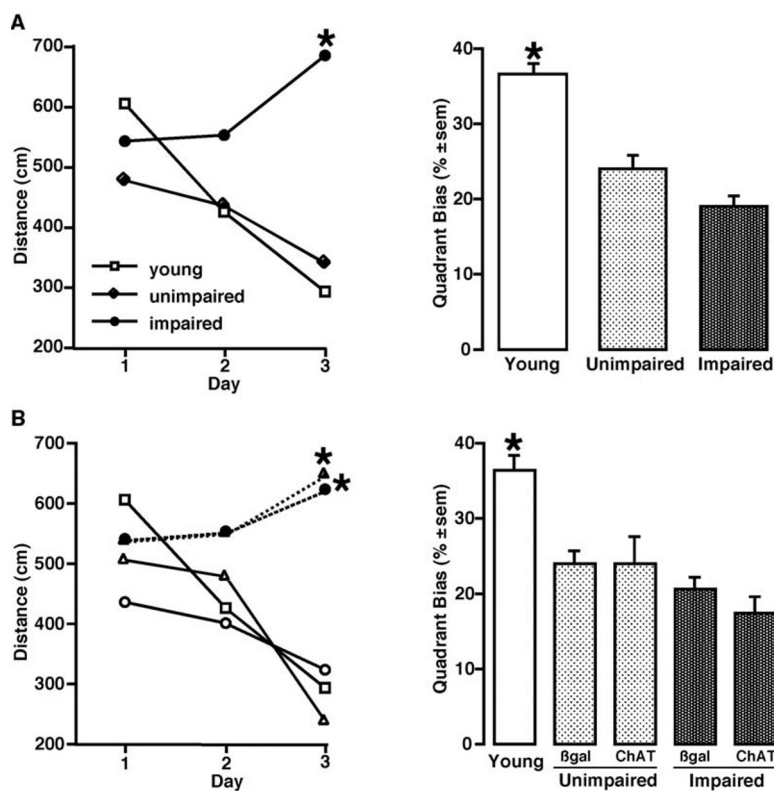 A
Distance (cm)
700
600
500
400
300
200
young
unimpaired
impaired
1 2 3
Day
*
Quadrant Bias (% ±sem)
40
30
20
10
0
*
Young Unimpaired Impaired
B
Distance (cm)
700
600
500
400
300
200
*
*
1 2 3
Day
Quadrant Bias (% ±sem)
40
30
20
10
0
*
Young
ßgal ChAT ßgal ChAT
Unimpaired Impaired